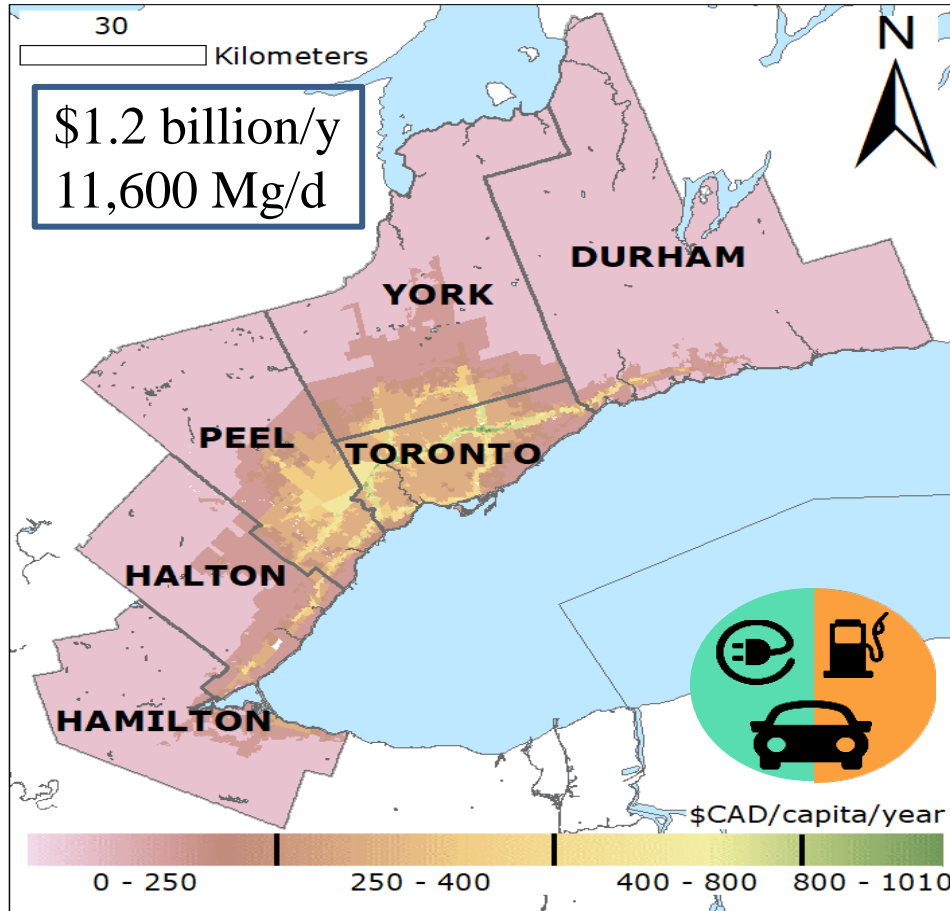 30
Kilometers
N
$1.2 billion/y
11,600 Mg/d
DURHAM
YORK
PEEL
TORONTO
HALTON
HAMILTON
$CAD/capita/year
0 - 250
250 - 400
400 - 800
800 - 1010